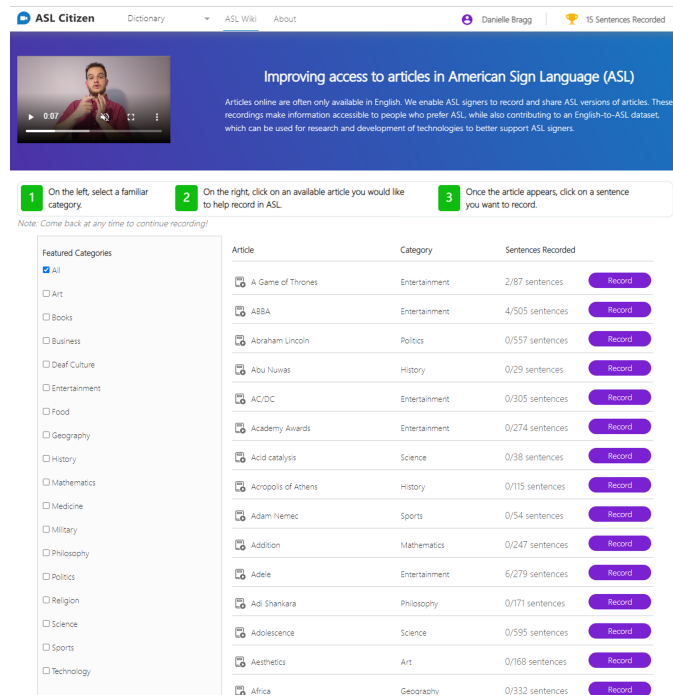 ASL Citizen
Dictionary
ASL Wiki
About
Danielle Bragg
15 Sentences Recorded
0:07
Improving access to articles in American Sign Language (ASL)
Articles online are often only available in English. We enable ASL signers to record and share ASL versions of articles. These
recordings make information accessible to people who prefer ASL, while also contributing to an English-to-ASL dataset,
which can be used for research and development of technologies to better support ASL signers.
1 On the left, select a familiar
category.
2 On the right, click on an available article you would like
to help record in ASL.
3 Once the article appears, click on a sentence
you want to record.
Note: Come back at any time to continue recording!
Featured Categories
All
Art
Books
Business
Deaf Culture
Entertainment
Food
Geography
History
Mathematics
Medicine
Military
Philosophy
Politics
Religion
Science
Sports
Technology
Article Category Sentences Recorded
A Game of Thrones Entertainment 2/87 sentences Record
ABBA Entertainment 4/505 sentences Record
Abraham Lincoln Politics 0/557 sentences Record
Abu Nuwas History 0/29 sentences Record
AC/DC Entertainment 0/305 sentences Record
Academy Awards Entertainment 0/274 sentences Record
Acid catalysis Science 0/38 sentences Record
Acropolis of Athens History 0/115 sentences Record
Adam Nemec Sports 0/54 sentences Record
Addition Mathematics 0/247 sentences Record
Adele Entertainment 6/279 sentences Record
Adi Shankara Philosophy 0/171 sentences Record
Adolescence Science 0/595 sentences Record
Aesthetics Art 0/168 sentences Record
Africa Geography 0/332 sentences Record